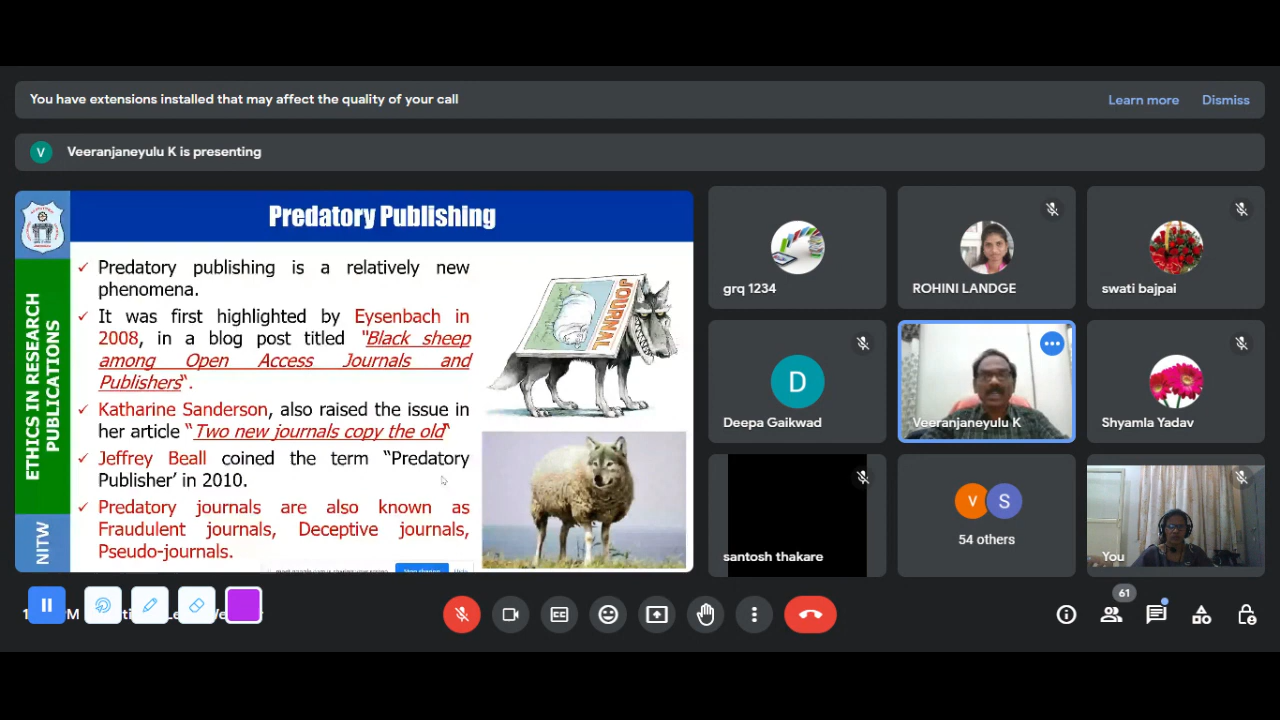 You have extensions installed that may affect the quality of your call
Learn more
Dismiss
V
Veeranjaneyulu K is presenting
Predatory Publishing
ETHICS IN RESEARCH
PUBLICATIONS
NITW
✓ Predatory publishing is a relatively new
phenomena.
✓ It was first highlighted by Eysenbach in
2008, in a blog post titled "Black sheep
among Open Access Journals and
Publishers".
✓ Katharine Sanderson, also raised the issue in
her article "Two new journals copy the old"
✓ Jeffrey Beall coined the term "Predatory
Publisher' in 2010.
✓ Predatory journals are also known as
Fraudulent journals, Deceptive journals,
Pseudo-journals.
JOURNAL
Stop sharing
Hide
grq 1234
ROHINI LANDGE
swati bajpai
D
Deepa Gaikwad
Veeranjaneyulu K
Shyamla Yadav
santosh thakare
V S
54 others
You
61